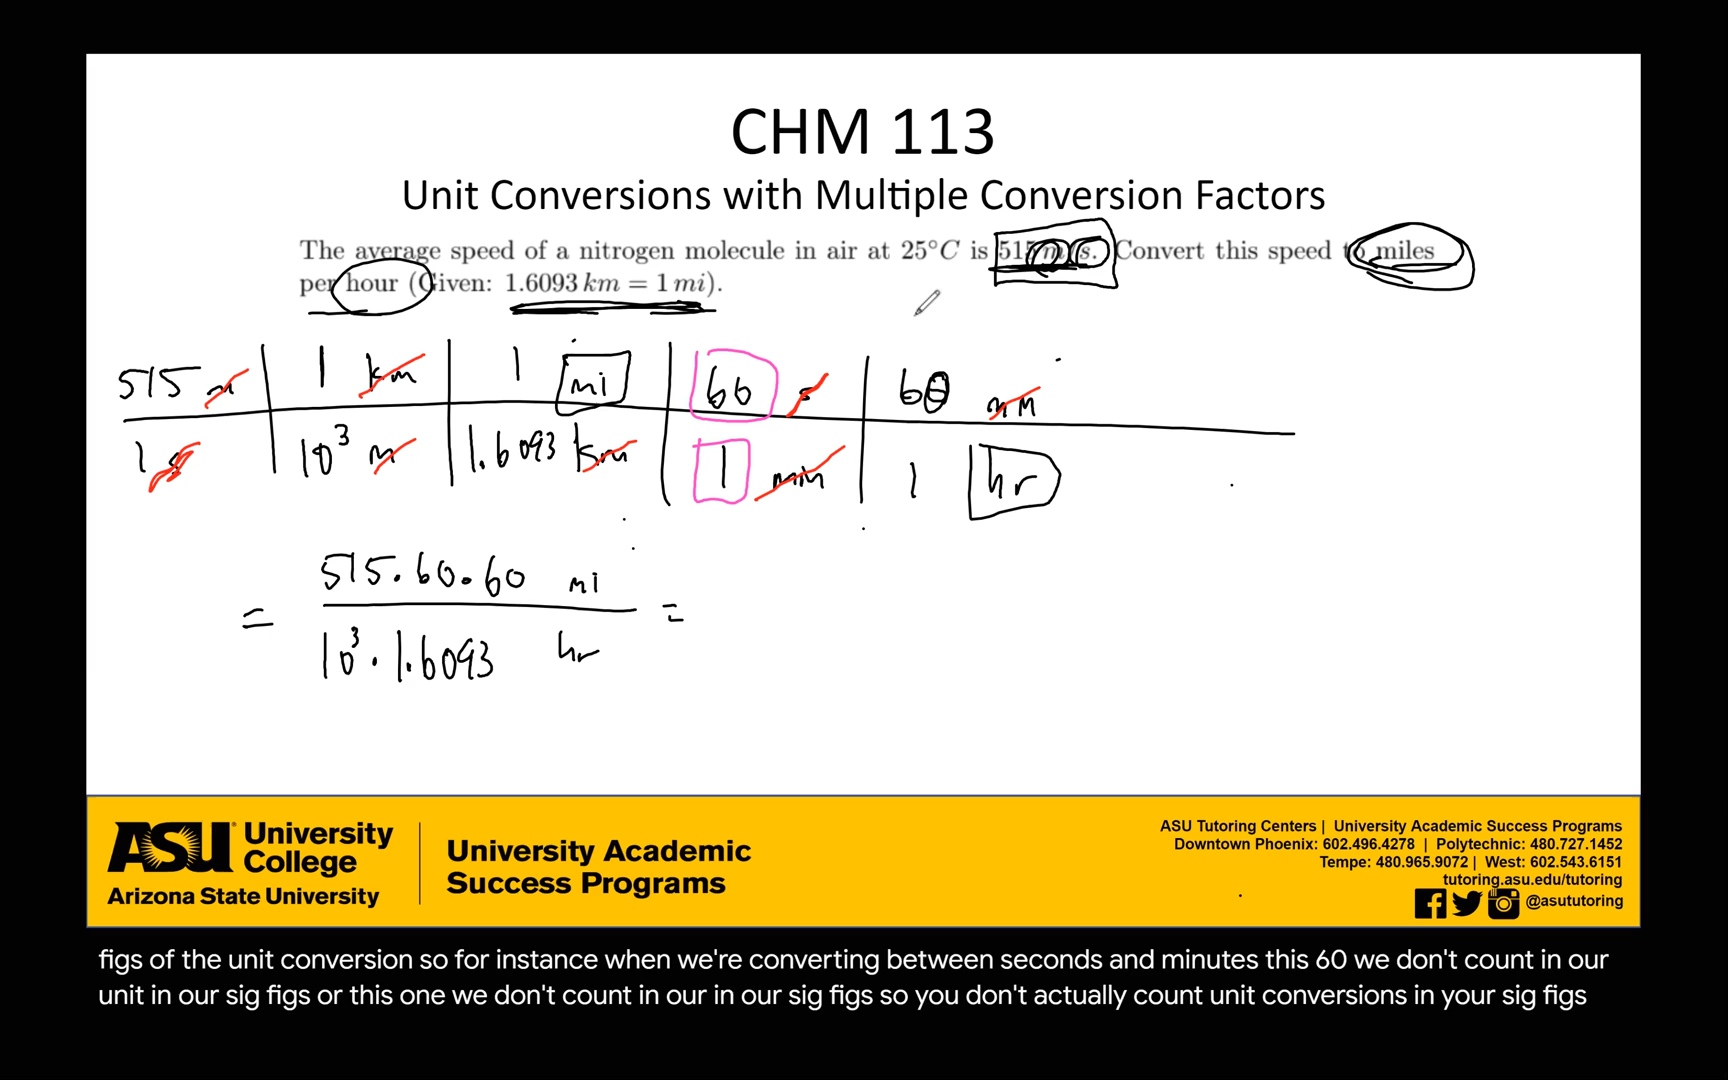 CHM 113
Unit Conversions with Multiple Conversion Factors
The average speed of a nitrogen molecule in air at 25°C is 515 m/s. Convert this speed to miles
per hour (Given: 1.6093 km = 1 mi).
515 m | 1 km | 1 mi | 60 s | 60 min
1 s | 10³ m | 1.6093 km | 1 min | 1 hr
515 · 60 · 60 mi
= =
10³ · 1.6093 hr
ASU University College
Arizona State University
University Academic
Success Programs
ASU Tutoring Centers | University Academic Success Programs
Downtown Phoenix: 602.496.4278 | Polytechnic: 480.727.1452
Tempe: 480.965.9072 | West: 602.543.6151
tutoring.asu.edu/tutoring
@asututoring
figs of the unit conversion so for instance when we're converting between seconds and minutes this 60 we don't count in our
unit in our sig figs or this one we don't count in our in our sig figs so you don't actually count unit conversions in your sig figs